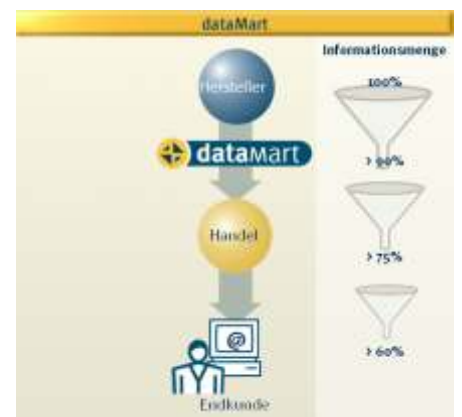 dataMart
Informationsmenge
100%
Hersteller
dataMart
> 90%
Handel
> 75%
@
> 60%
Endkunde